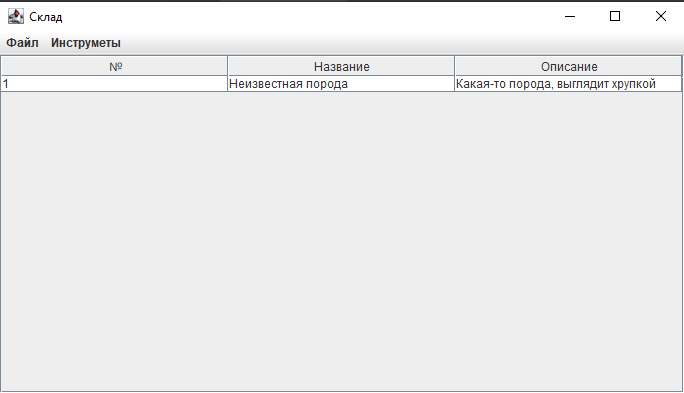 Склад
Файл Инструметы
№ Название Описание
1 Неизвестная порода Какая-то порода, выглядит хрупкой